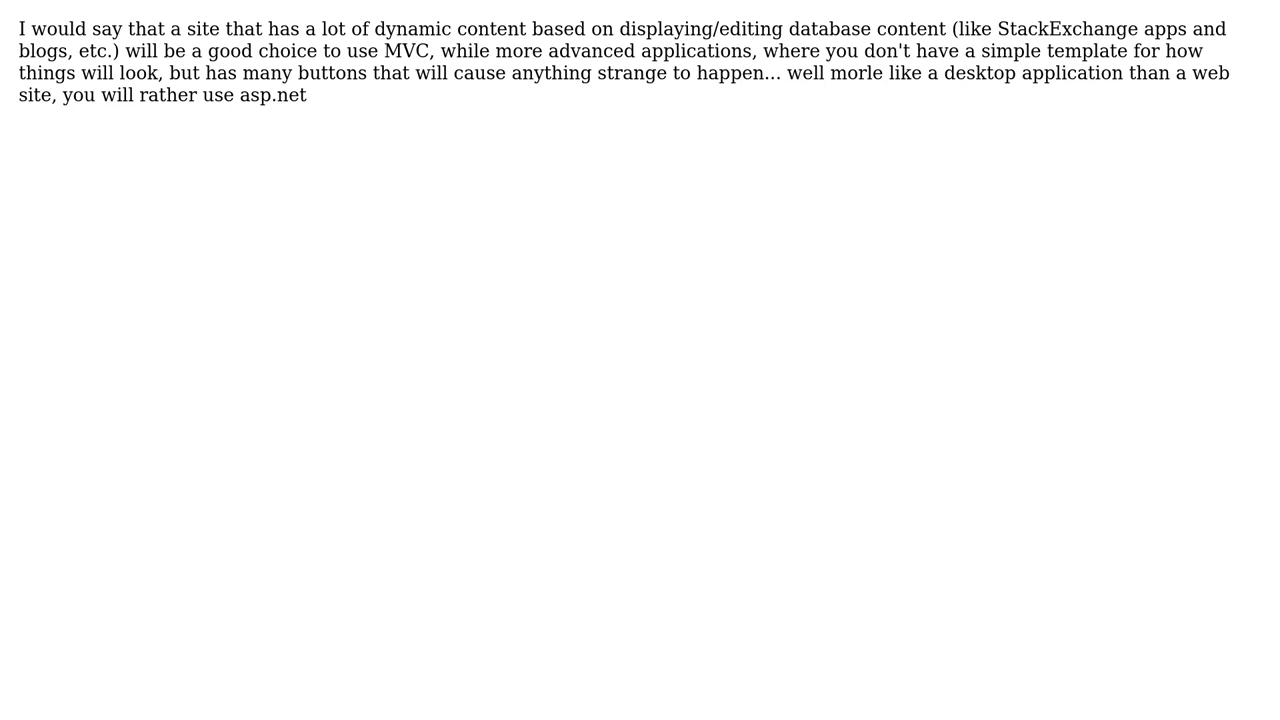 I would say that a site that has a lot of dynamic content based on displaying/editing database content (like StackExchange apps and
blogs, etc.) will be a good choice to use MVC, while more advanced applications, where you don't have a simple template for how
things will look, but has many buttons that will cause anything strange to happen... well morle like a desktop application than a web
site, you will rather use asp.net